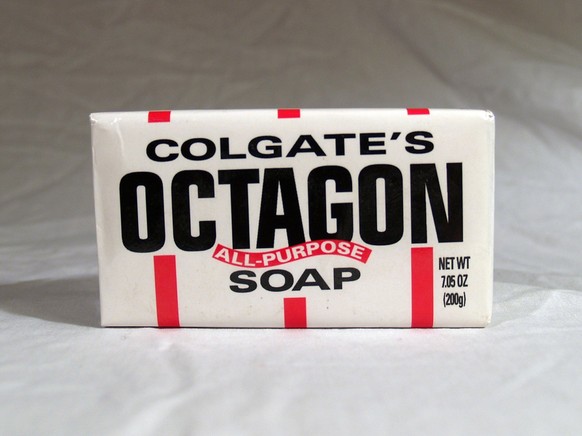 COLGATE'S
OCTAGON
ALL-PURPOSE
SOAP
NET WT
7.05 OZ
(200g)